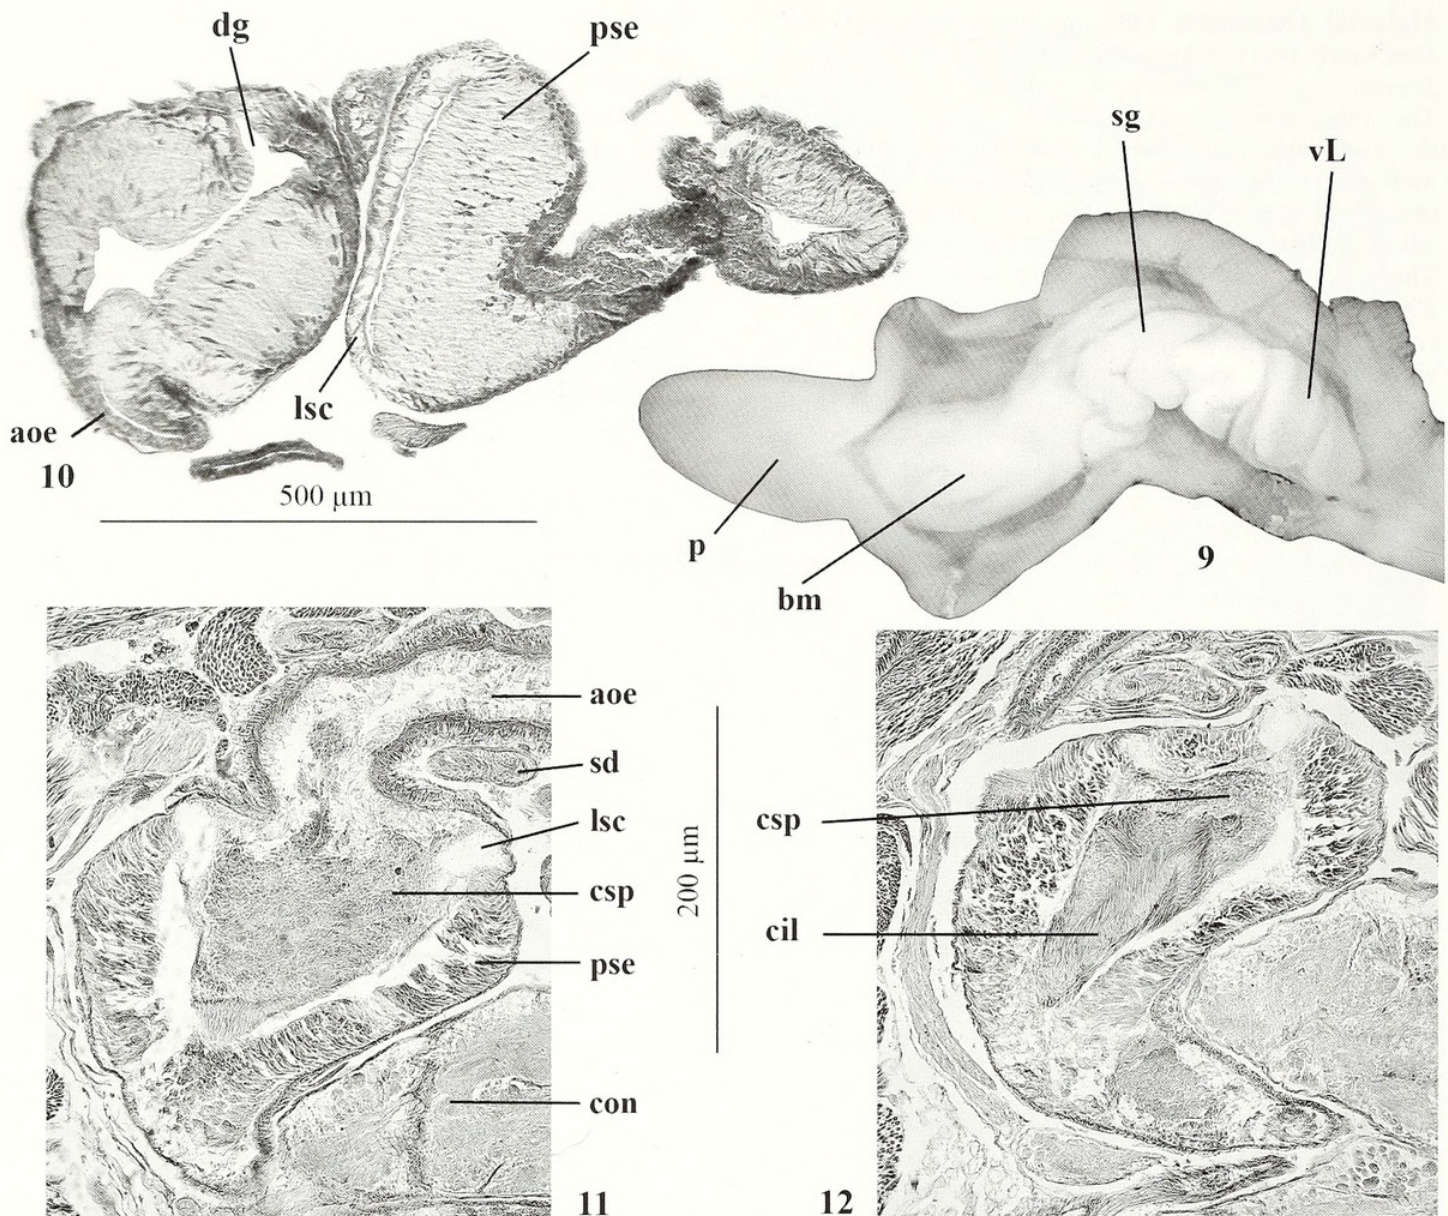 dg
pse
lsc
aoe
10
500 μm
sg
vL
p
bm
9
aoe
sd
lsc
csp
pse
con
11
200 μm
csp
cil
12